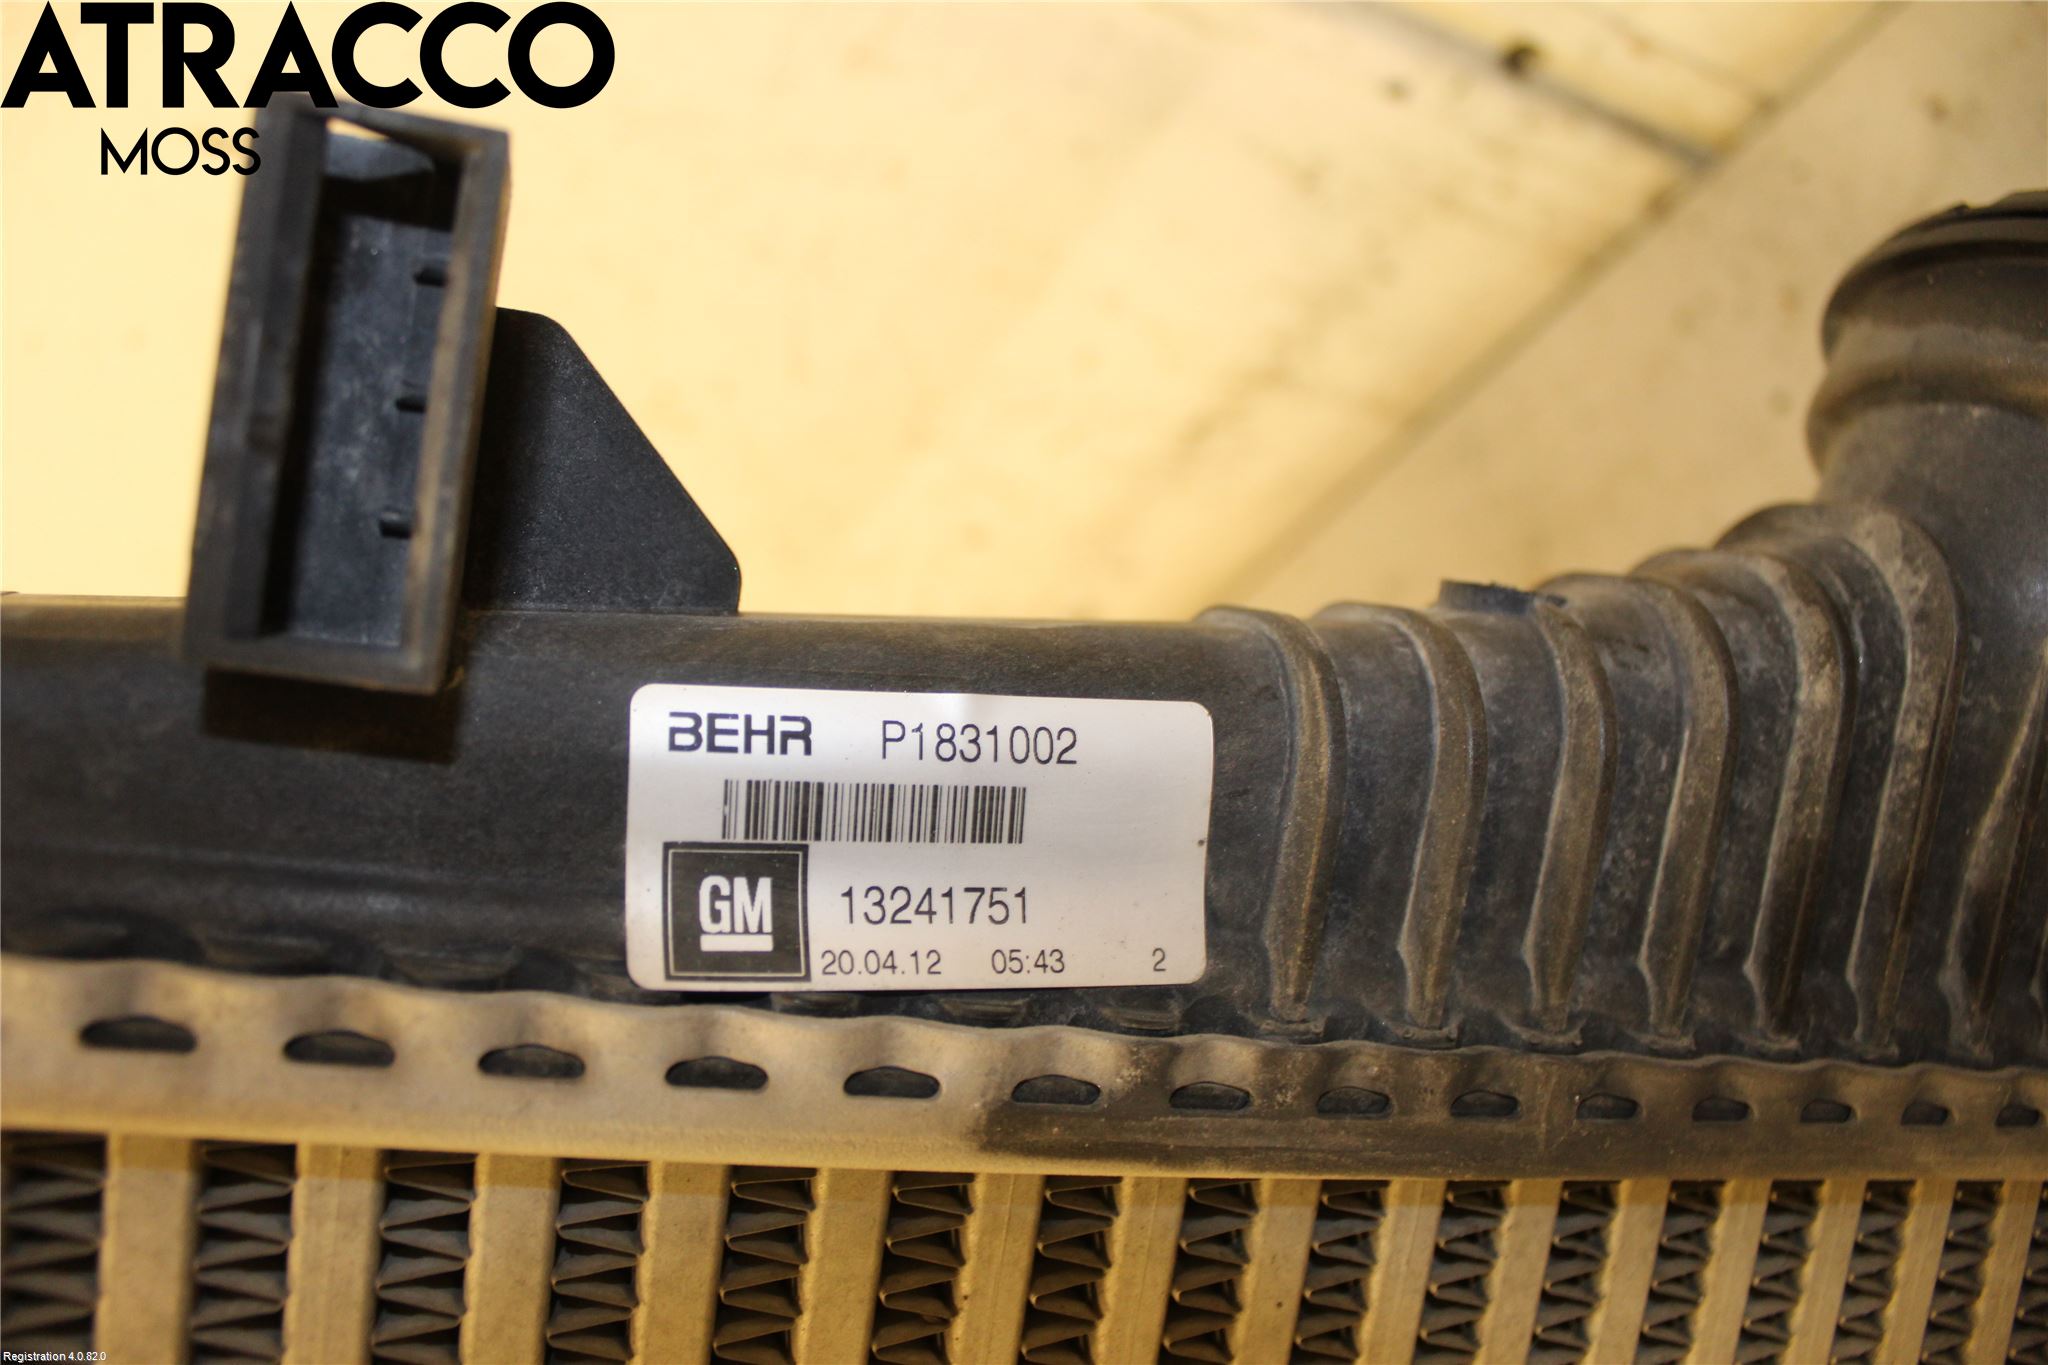 ATRACCO
MOSS
BEHR P1831002
GM 13241751
20.04.12 05:43 2
Registration 4.0.82.0